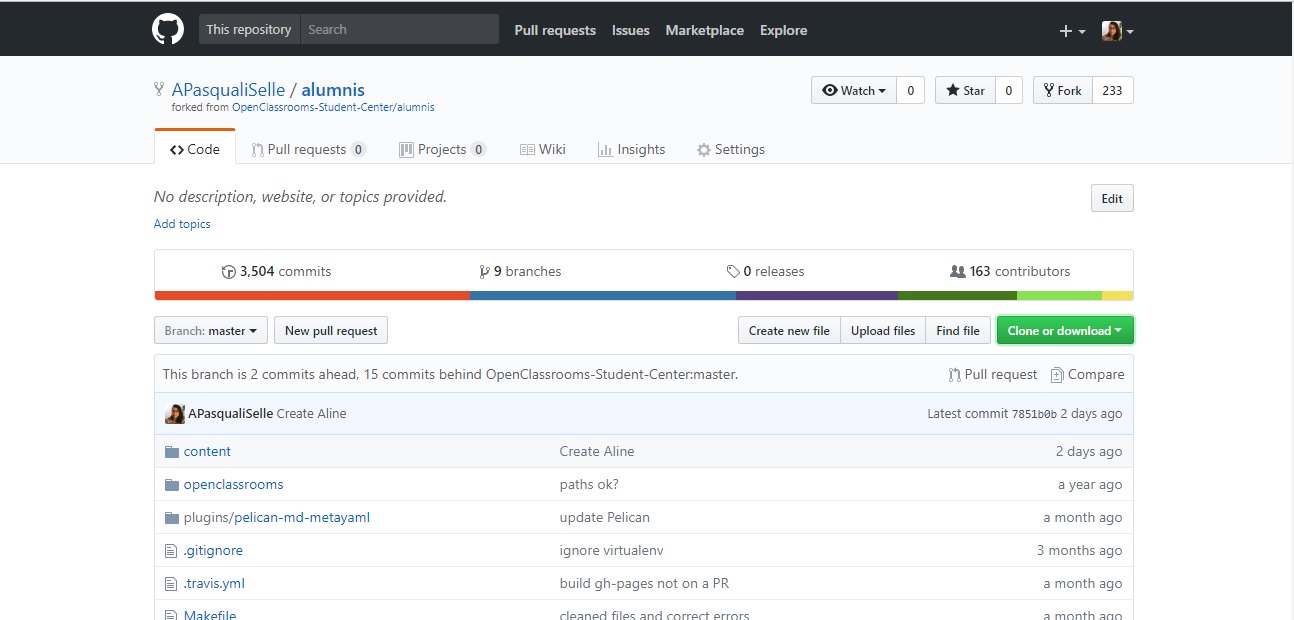 This repository Search Pull requests Issues Marketplace Explore
APasqualiSelle / alumnis Watch 0 Star 0 Fork 233
forked from OpenClassrooms-Student-Center/alumnis
Code Pull requests 0 Projects 0 Wiki Insights Settings
No description, website, or topics provided. Edit
Add topics
3,504 commits 9 branches 0 releases 163 contributors
Branch: master New pull request Create new file Upload files Find file Clone or download
This branch is 2 commits ahead, 15 commits behind OpenClassrooms-Student-Center:master. Pull request Compare
APasqualiSelle Create Aline Latest commit 7851b0b 2 days ago
content Create Aline 2 days ago
openclassrooms paths ok? a year ago
plugins/pelican-md-metayaml update Pelican a month ago
.gitignore ignore virtualenv 3 months ago
.travis.yml build gh-pages not on a PR a month ago
Makefile cleaned files and correct errors a month ago